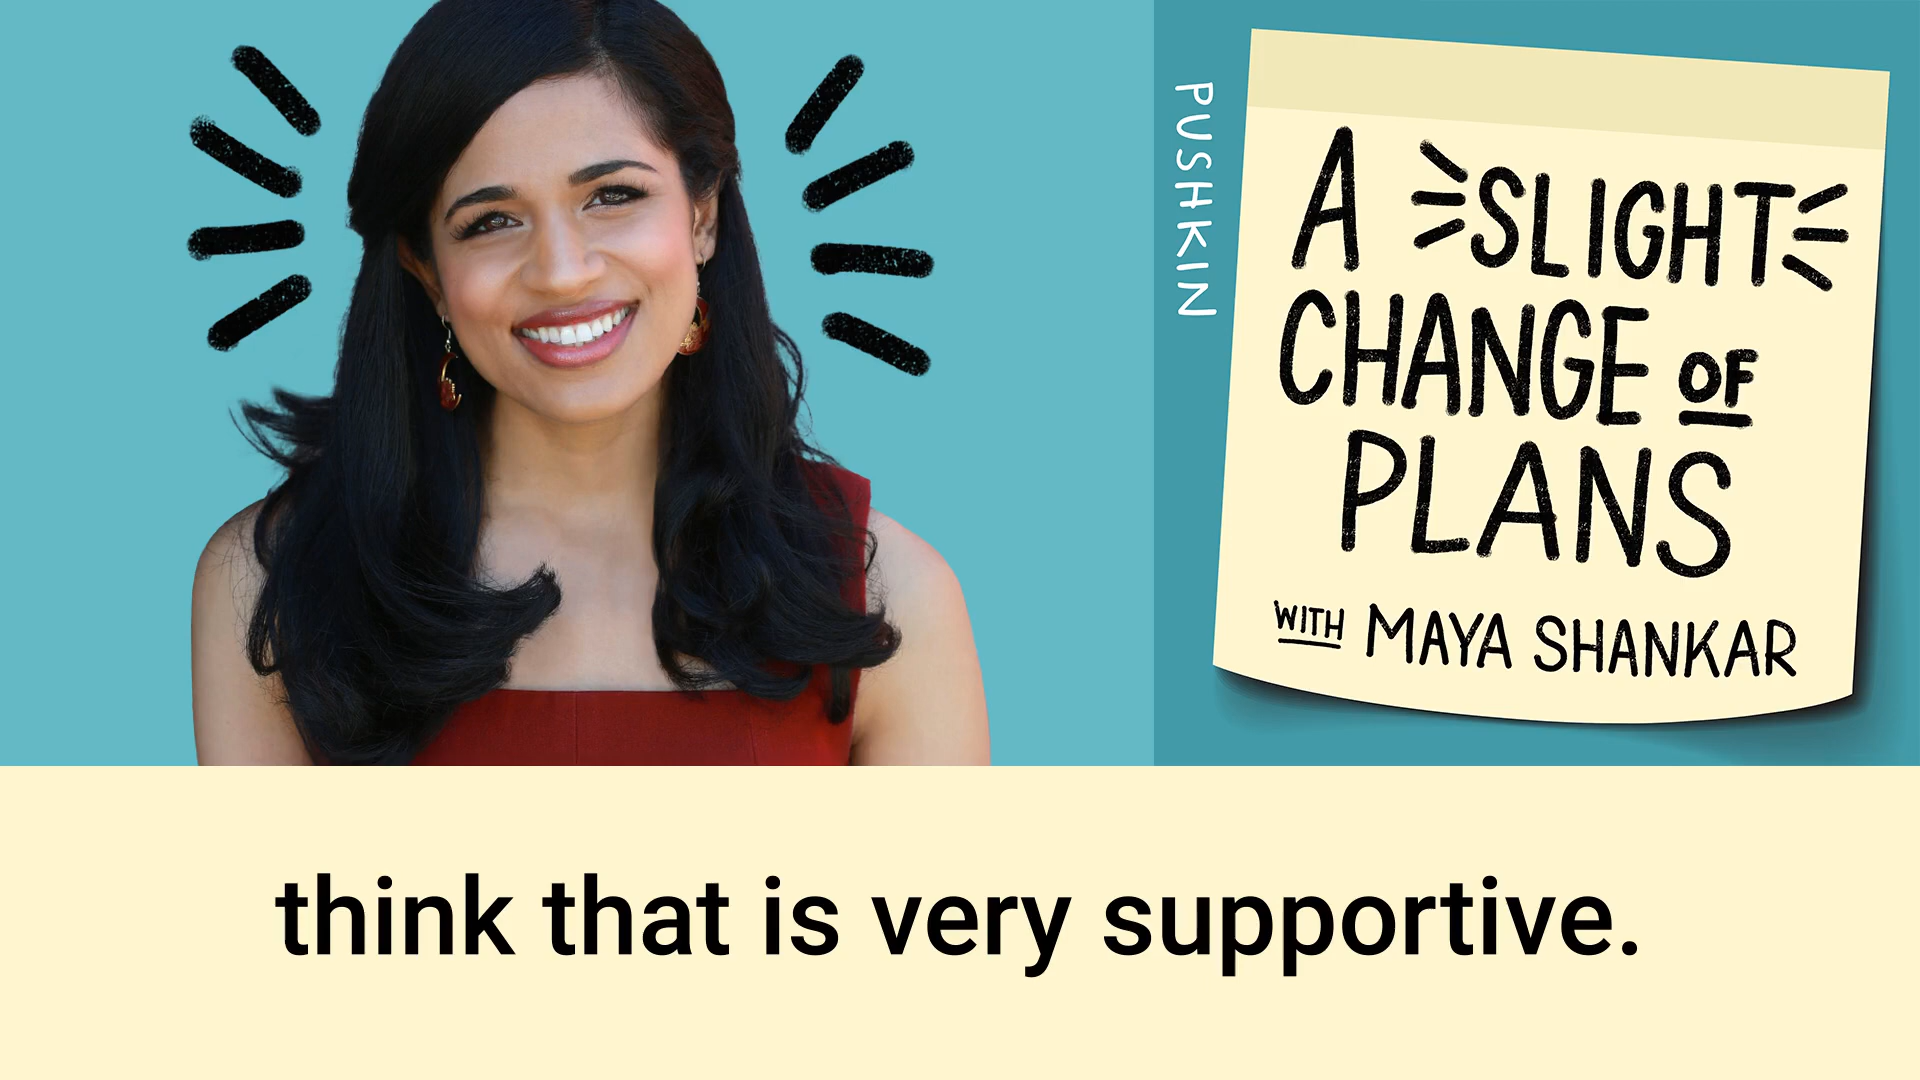 PUSHKIN
A SLIGHT
CHANGE OF
PLANS
WITH MAYA SHANKAR
think that is very supportive.